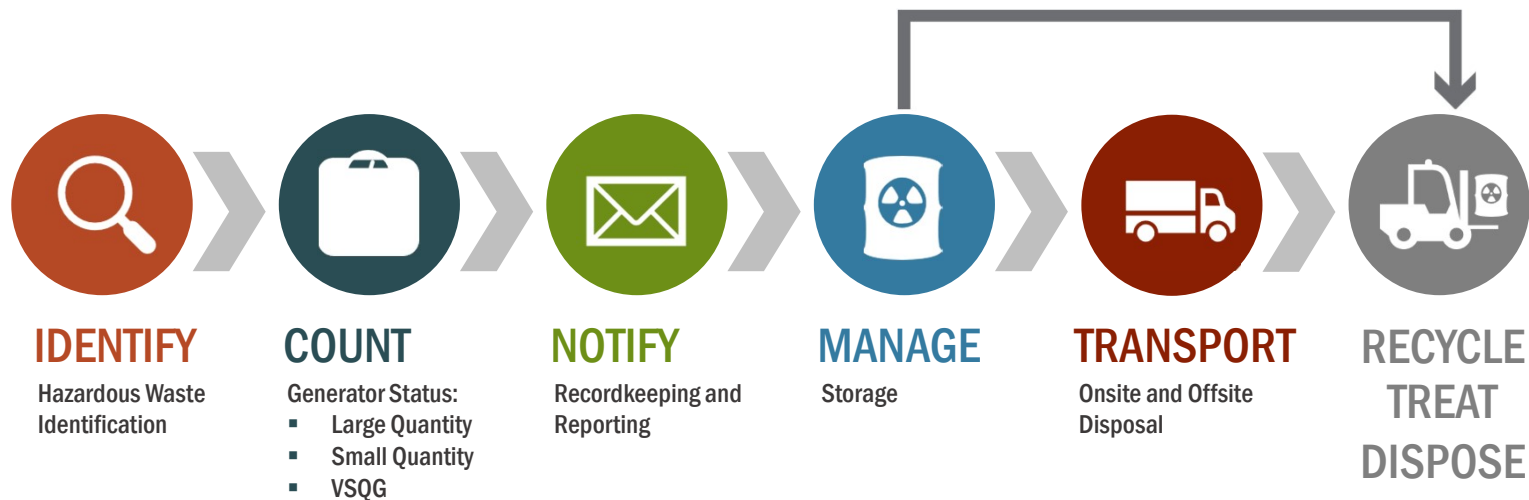 IDENTIFY
Hazardous Waste
Identification
COUNT
Generator Status:
▪ Large Quantity
▪ Small Quantity
▪ VSQG
NOTIFY
Recordkeeping and
Reporting
MANAGE
Storage
TRANSPORT
Onsite and Offsite
Disposal
RECYCLE
TREAT
DISPOSE